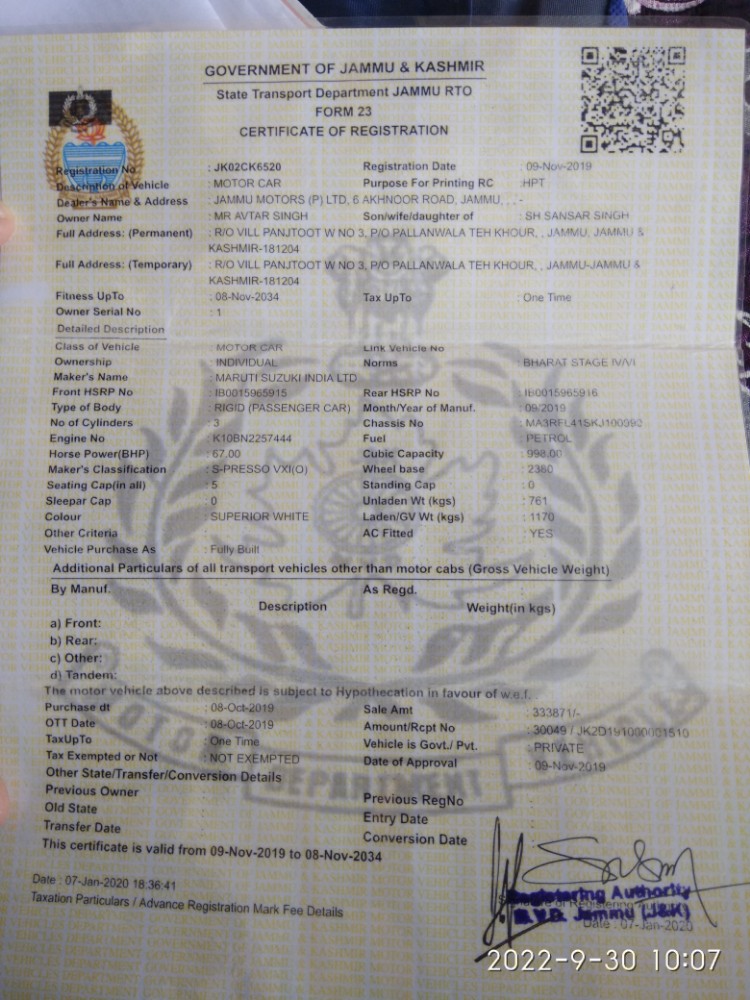 GOVERNMENT OF JAMMU & KASHMIR
State Transport Department JAMMU RTO
FORM 23
CERTIFICATE OF REGISTRATION
Registration No : JK02CK6520 Registration Date : 09-Nov-2019
Description of Vehicle : MOTOR CAR Purpose For Printing RC :HPT
Dealer's Name & Address : JAMMU MOTORS (P) LTD, 6 AKHNOOR ROAD, JAMMU, , ,-
Owner Name : MR AVTAR SINGH Son/wife/daughter of : SH SANSAR SINGH
Full Address: (Permanent) : R/O VILL PANJTOOT W NO 3, P/O PALLANWALA TEH KHOUR, , JAMMU, JAMMU &
KASHMIR-181204
Full Address: (Temporary) : R/O VILL PANJTOOT W NO 3, P/O PALLANWALA TEH KHOUR, , JAMMU-JAMMU &
KASHMIR-181204
Fitness UpTo : 08-Nov-2034 Tax UpTo : One Time
Owner Serial No : 1
Detailed Description
Class of Vehicle : MOTOR CAR Link Vehicle No
Ownership : INDIVIDUAL Norms : BHARAT STAGE IV/VI
Maker's Name : MARUTI SUZUKI INDIA LTD
Front HSRP No : IB0015965915 Rear HSRP No : IB0015965916
Type of Body : RIGID (PASSENGER CAR) Month/Year of Manuf. : 09/2019
No of Cylinders : 3 Chassis No : MA3RFL41SKJ100992
Engine No : K10BN2257444 Fuel : PETROL
Horse Power(BHP) : 67.00 Cubic Capacity : 998.00
Maker's Classification : S-PRESSO VXI(O) Wheel base : 2380
Seating Cap(in all) : 5 Standing Cap : 0
Sleepar Cap : 0 Unladen Wt (kgs) : 761
Colour : SUPERIOR WHITE Laden/GV Wt (kgs) : 1170
Other Criteria AC Fitted : YES
Vehicle Purchase As : Fully Built
Additional Particulars of all transport vehicles other than motor cabs (Gross Vehicle Weight)
By Manuf. As Regd.
Description Weight(in kgs)
a) Front:
b) Rear:
c) Other:
d) Tandem:
The motor vehicle above described is subject to Hypothecation in favour of w.e.f.
Purchase dt : 08-Oct-2019 Sale Amt : 333871/-
OTT Date : 08-Oct-2019 Amount/Rcpt No : 30049 / JK2D191000001510
TaxUpTo : One Time Vehicle is Govt./ Pvt. : PRIVATE
Tax Exempted or Not : NOT EXEMPTED Date of Approval : 09-Nov-2019
Other State/Transfer/Conversion Details
Previous Owner Previous RegNo
Old State Entry Date
Transfer Date Conversion Date
This certificate is valid from 09-Nov-2019 to 08-Nov-2034
Date : 07-Jan-2020 18:36:41
Taxation Particulars / Advance Registration Mark Fee Details
Registering Authority
M.V.D. Jammu (J&K)
Date : 07-Jan-2020
DEPARTMENT
2022-9-30 10:07